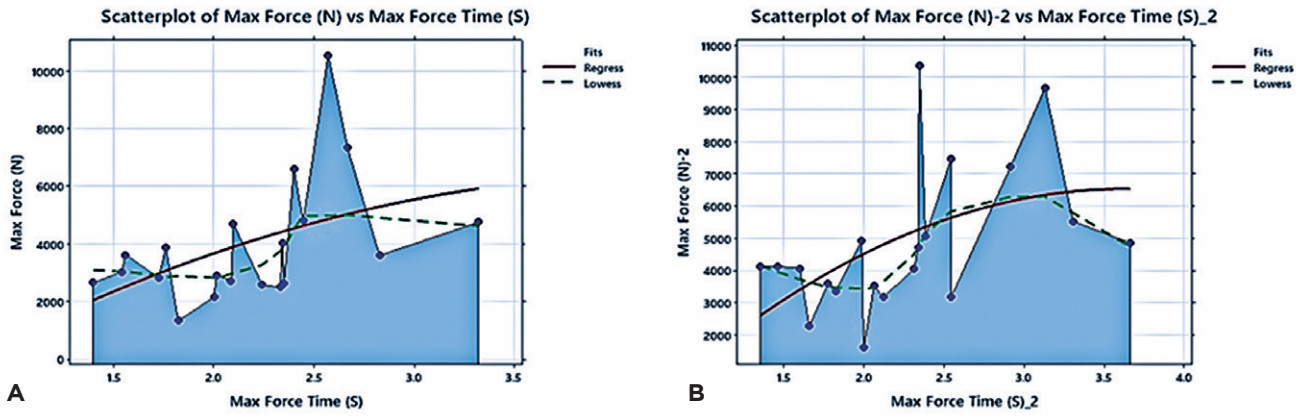 Scatterplot of Max Force (N) vs Max Force Time (S)
Fits
Regress
Lowess
10000
8000
6000
4000
2000
0
Max Force (N)
1.5 2.0 2.5 3.0 3.5
Max Force Time (S)
A
Scatterplot of Max Force (N)-2 vs Max Force Time (S)_2
Fits
Regress
Lowess
11000
10000
9000
8000
7000
6000
5000
4000
3000
2000
Max Force (N)-2
1.5 2.0 2.5 3.0 3.5 4.0
Max Force Time (S)_2
B